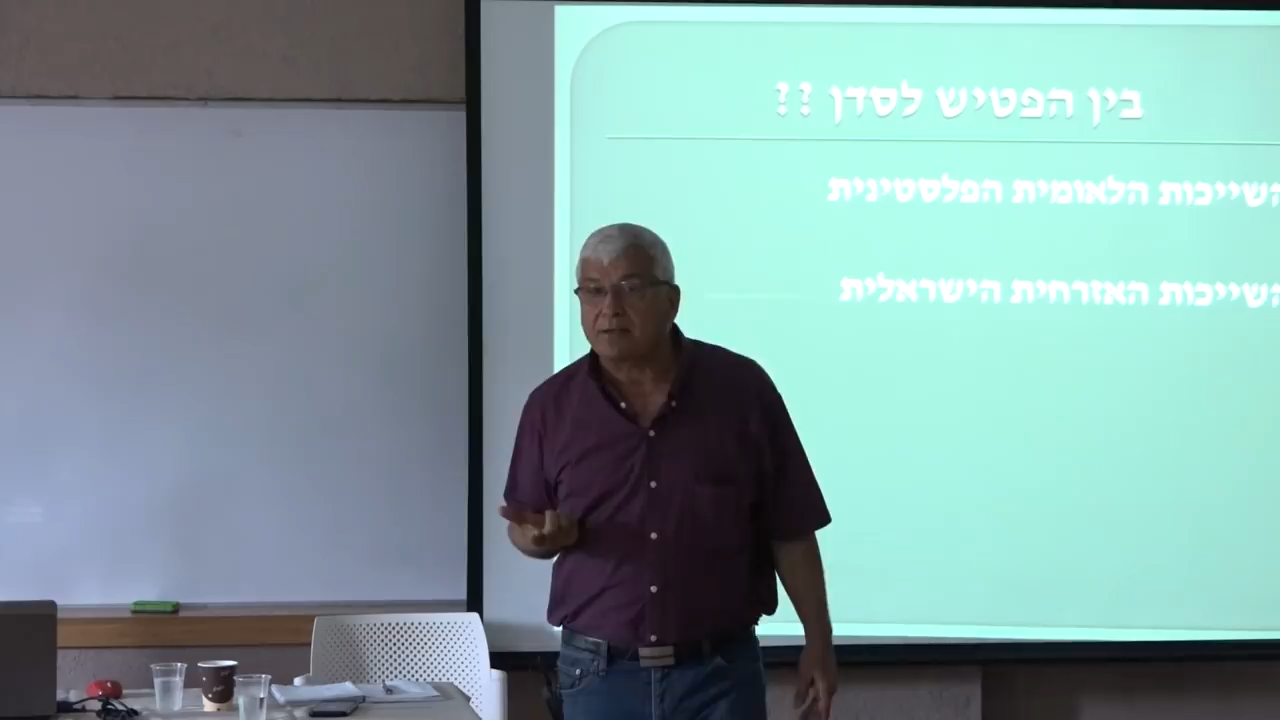 בין הפטיש לסדן !!
השייכות הלאומית הפלסטינית
השייכות האזרחית הישראלית